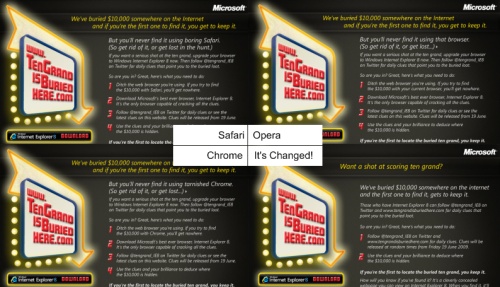 Microsoft
We've buried $10,000 somewhere on the Internet
and if you're the first one to find it, you get to keep it.
But you'll never find it using boring Safari.
(So get rid of it, or get lost in the hunt.)
If you want a serious shot at the ten grand, upgrade your browser
to Windows Internet Explorer 8 now. Then follow @tengrand_IE8
on Twitter for daily clues that point you to the buried loot.
So are you in? Great, here's what you need to do:
1 Ditch the web browser you're using. If you try to find
the $10,000 with Safari, you'll get nowhere.
2 Download Microsoft's best ever browser, Internet Explorer 8.
It's the only browser capable of cracking all the clues.
3 Follow @tengrand_IE8 on Twitter for daily clues or see the
latest clues on this website. Clues will be released from 19 June.
4 Use the clues and your brilliance to deduce where
the $10,000 is hidden.
If you're the first to locate the buried ten grand, you keep it.
WWW.
TENGRAND
ISBURIED
HERE.COM
Internet Explorer 8
DOWNLOAD
Microsoft
We've buried $10,000 somewhere on the Internet
and if you're the first one to find it, you get to keep it.
But you'll never find it using that browser.
(So get rid of it, or get lost...)
If you want a serious shot at the ten grand, upgrade your browser
to Windows Internet Explorer 8 now. Then follow @tengrand_IE8
on Twitter for daily clues that point you to the buried loot.
So are you in? Great, here's what you need to do:
1 Ditch the web browser you're using. If you try to find
the $10,000 with your current browser, you'll get nowhere.
2 Download Microsoft's best ever browser, Internet Explorer 8.
It's the only browser capable of cracking all the clues.
3 Follow @tengrand_IE8 on Twitter for daily clues or see the
latest clues on this website. Clues will be released from 19 June.
4 Use the clues and your brilliance to deduce where
the $10,000 is hidden.
If you're the first to locate the buried ten grand, you keep it.
WWW.
TENGRAND
ISBURIED
HERE.COM
Internet Explorer 8
DOWNLOAD
Safari
Opera
Chrome
It's Changed!
We've buried $10,000 somewhere on the Internet
and if you're the first one to find it, you get to keep it.
But you'll never find it using tarnished Chrome.
(So get rid of it, or get lost...)
If you want a serious shot at the ten grand, upgrade your browser
to Windows Internet Explorer 8 now. Then follow @tengrand_IE8
on Twitter for daily clues that point you to the buried loot.
So are you in? Great, here's what you need to do:
1 Ditch the web browser you're using. If you try to find
the $10,000 with Chrome, you'll get nowhere.
2 Download Microsoft's best ever browser, Internet Explorer 8.
It's the only browser capable of cracking all the clues.
3 Follow @tengrand_IE8 on Twitter for daily clues or see the
latest clues on this website. Clues will be released from 19 June.
4 Use the clues and your brilliance to deduce where
the $10,000 is hidden.
If you're the first to locate the buried ten grand, you keep it.
WWW.
TENGRAND
ISBURIED
HERE.COM
Internet Explorer 8
DOWNLOAD
Microsoft
Want a shot at scoring ten grand?
We've buried $10,000 somewhere on the internet
and the first one to find it, gets to keep it.
Those who have Internet Explorer 8 can follow @tengrand_IE8 on
Twitter and www.tengrandisburiedhere.com for daily clues that
point you to the buried loot.
So are you in? Great, here's what you need to do:
1 Follow @tengrand_IE8 on Twitter for daily clues or see
www.tengrandisburiedhere.com for daily clues. Clues will be
released at random times from Friday 19 June 2009.
2 Use the clues and your brilliance to deduce where
the $10,000 is hidden.
If you're the first to locate the buried ten grand, you keep it.
WWW.
TENGRAND
ISBURIED
HERE.COM
Internet Explorer 8
DOWNLOAD